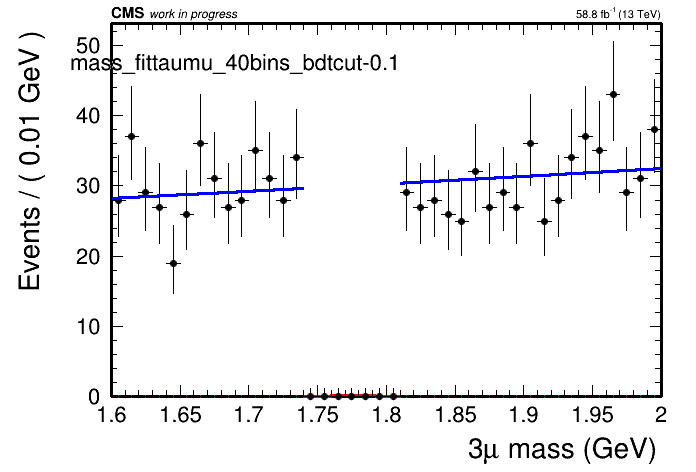 CMS work in progress
58.8 fb⁻¹ (13 TeV)
mass_fittaumu_40bins_bdtcut-0.1
Events / ( 0.01 GeV )
50
40
30
20
10
0
1.6 1.65 1.7 1.75 1.8 1.85 1.9 1.95 2
3μ mass (GeV)